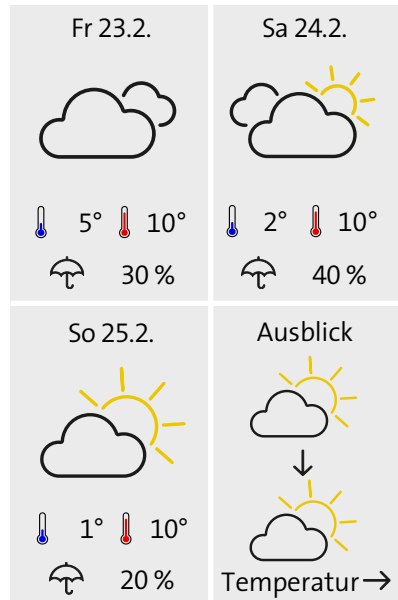 Fr 23.2.
5° 10°
30 %
Sa 24.2.
2° 10°
40 %
So 25.2.
1° 10°
20 %
Ausblick
Temperatur→